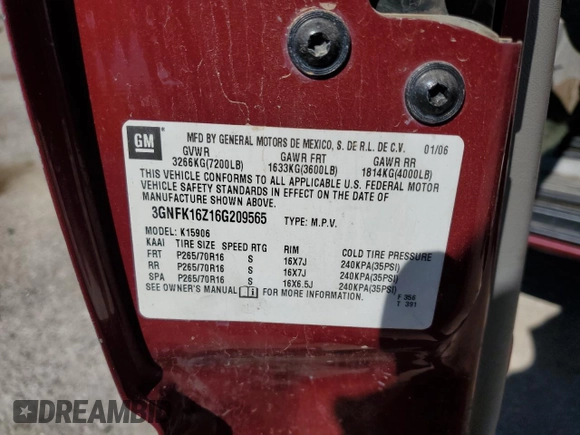 GM
MFD BY GENERAL MOTORS DE MEXICO, S. DE R.L. DE C.V. 01/06
GVWR GAWR FRT GAWR RR
3266KG(7200LB) 1633KG(3600LB) 1814KG(4000LB)
THIS VEHICLE CONFORMS TO ALL APPLICABLE U.S. FEDERAL MOTOR
VEHICLE SAFETY STANDARDS IN EFFECT ON THE DATE OF
MANUFACTURE SHOWN ABOVE.
3GNFK16Z16G209565 TYPE: M.P.V.
MODEL: K15906
KAAI TIRE SIZE SPEED RTG RIM COLD TIRE PRESSURE
FRT P265/70R16 S 16X7J 240KPA(35PSI)
RR P265/70R16 S 16X7J 240KPA(35PSI)
SPA P265/70R16 S 16X6.5J 240KPA(35PSI)
SEE OWNER'S MANUAL FOR MORE INFORMATION.
F 356
T 391
DREAMBID